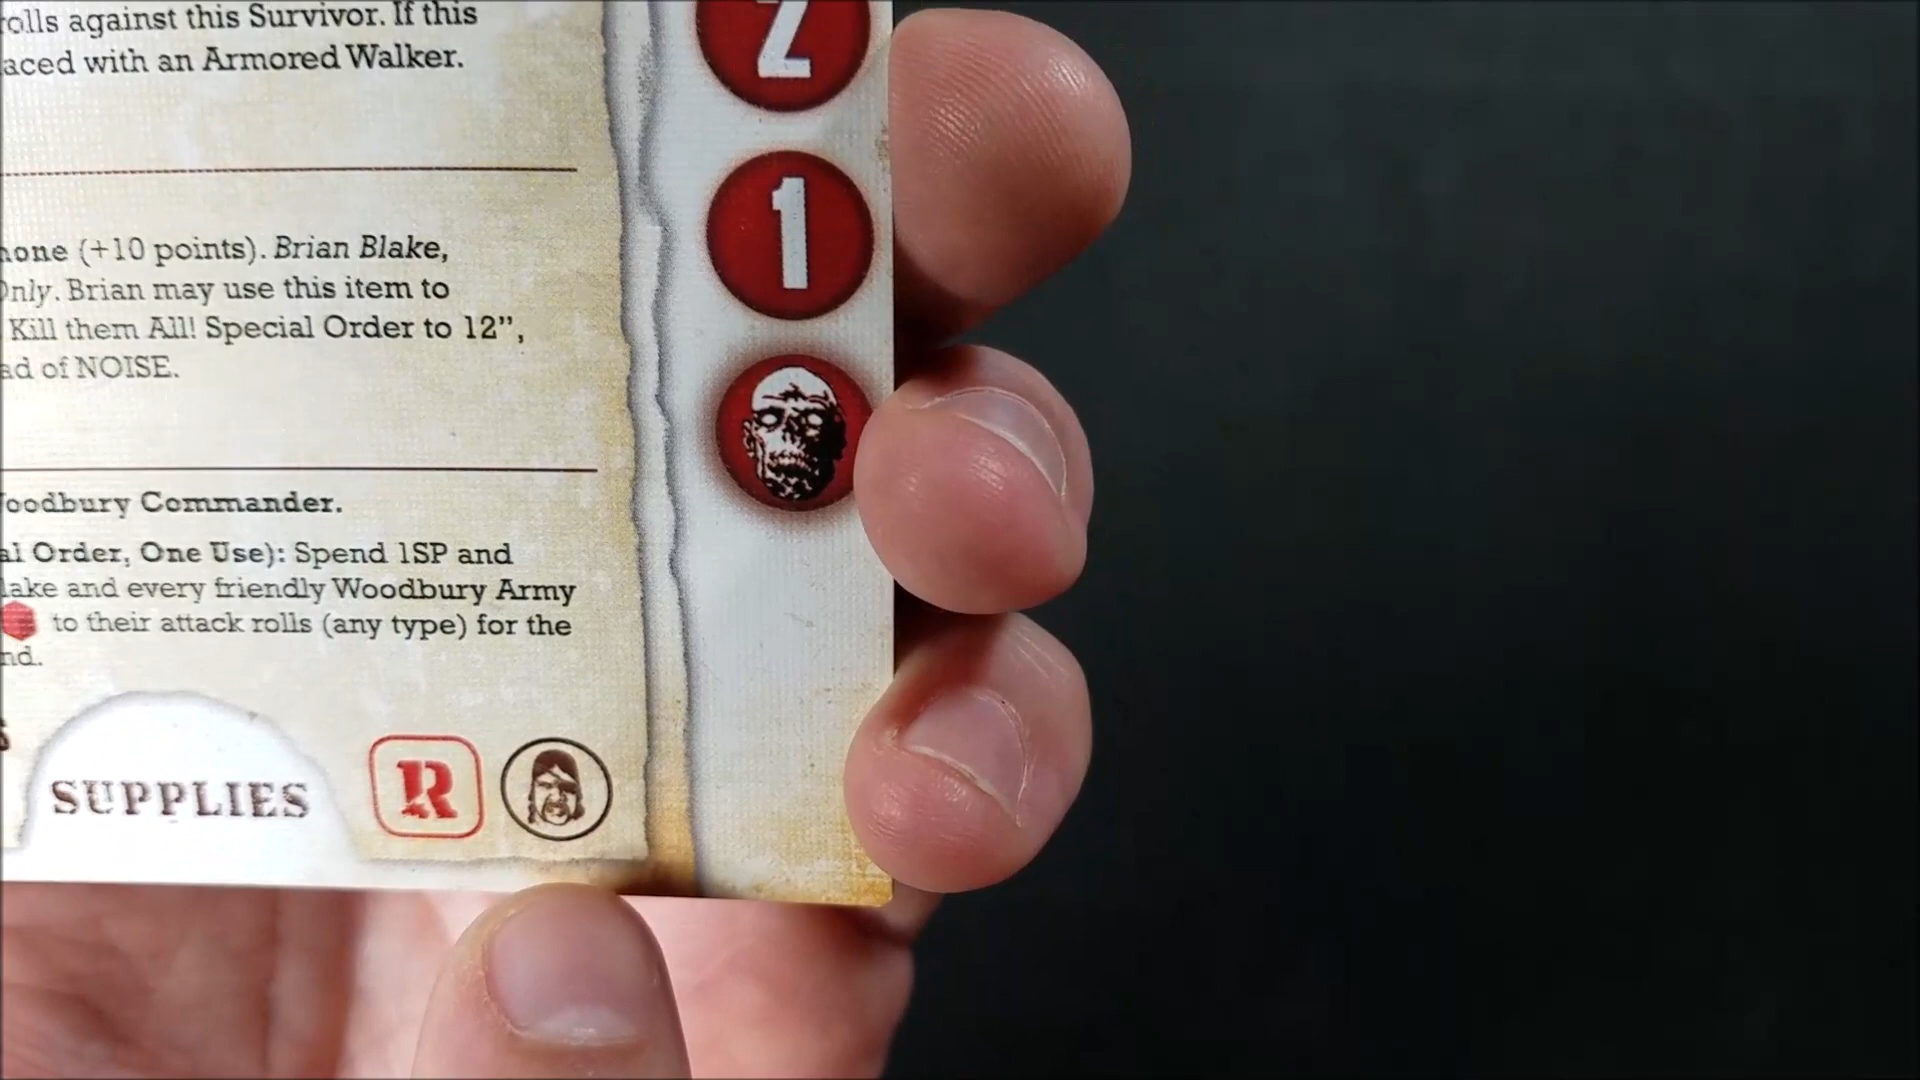 rolls against this Survivor. If this
aced with an Armored Walker.
2
1
none (+10 points). Brian Blake,
Only. Brian may use this item to
Kill them All! Special Order to 12”,
ad of NOISE.
oodbury Commander.
al Order, One Use): Spend 1SP and
lake and every friendly Woodbury Army
to their attack rolls (any type) for the
nd.
SUPPLIES
R